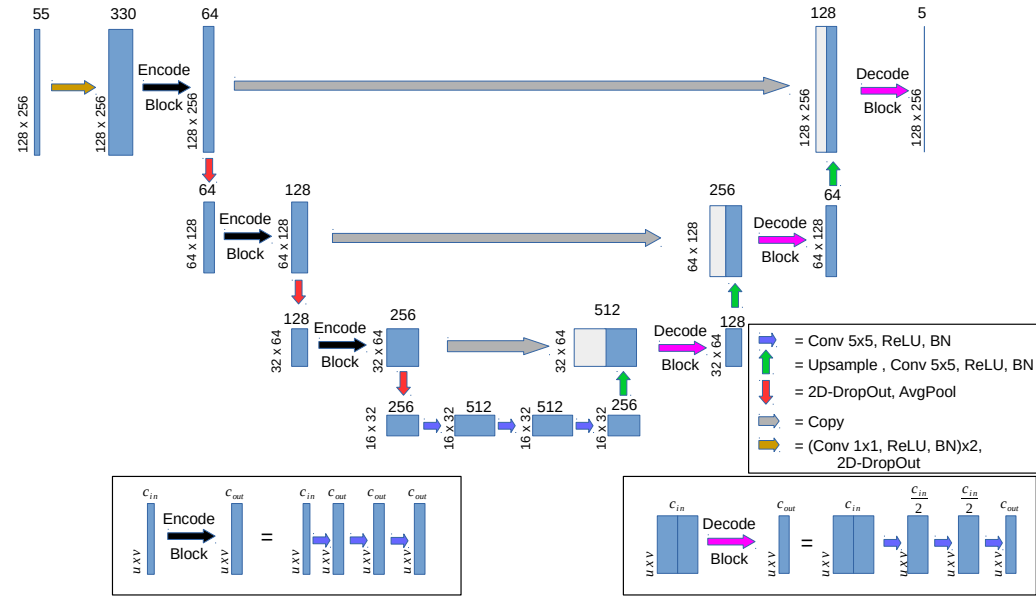 55
330
64
128
5
Encode
Block
Decode
Block
128 x 256
128 x 256
128 x 256
128 x 256
128 x 256
64
128
256
64
Encode
Block
Decode
Block
64 x 128
64 x 128
64 x 128
64 x 128
128
256
512
128
Encode
Block
Decode
Block
32 x 64
32 x 64
32 x 64
32 x 64
256
512
512
256
16 x 32
16 x 32
16 x 32
16 x 32
= Conv 5x5, ReLU, BN
= Upsample , Conv 5x5, ReLU, BN
= 2D-DropOut, AvgPool
= Copy
= (Conv 1x1, ReLU, BN)x2,
2D-DropOut
c_in c_out c_in c_out c_out c_out
Encode
Block
=
u x v u x v u x v u x v u x v u x v
c_in c_out c_in c_in/2 c_in/2 c_out
Decode
Block
=
u x v u x v u x v u x v u x v u x v